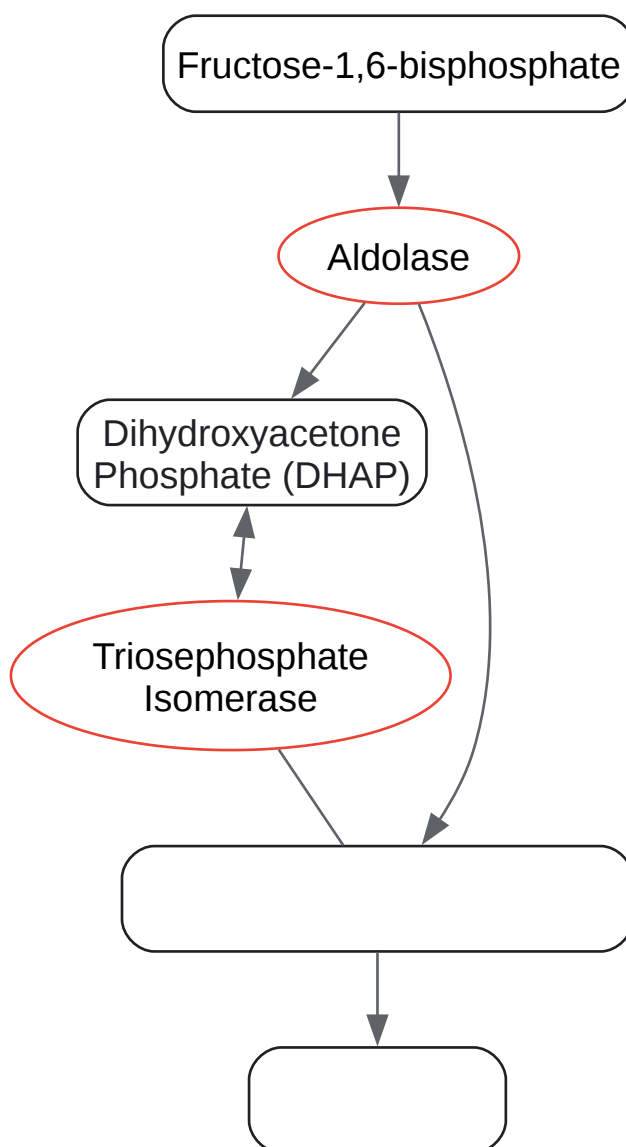 Fructose-1,6-bisphosphate
Aldolase
Dihydroxyacetone
Phosphate (DHAP)
Triosephosphate
Isomerase